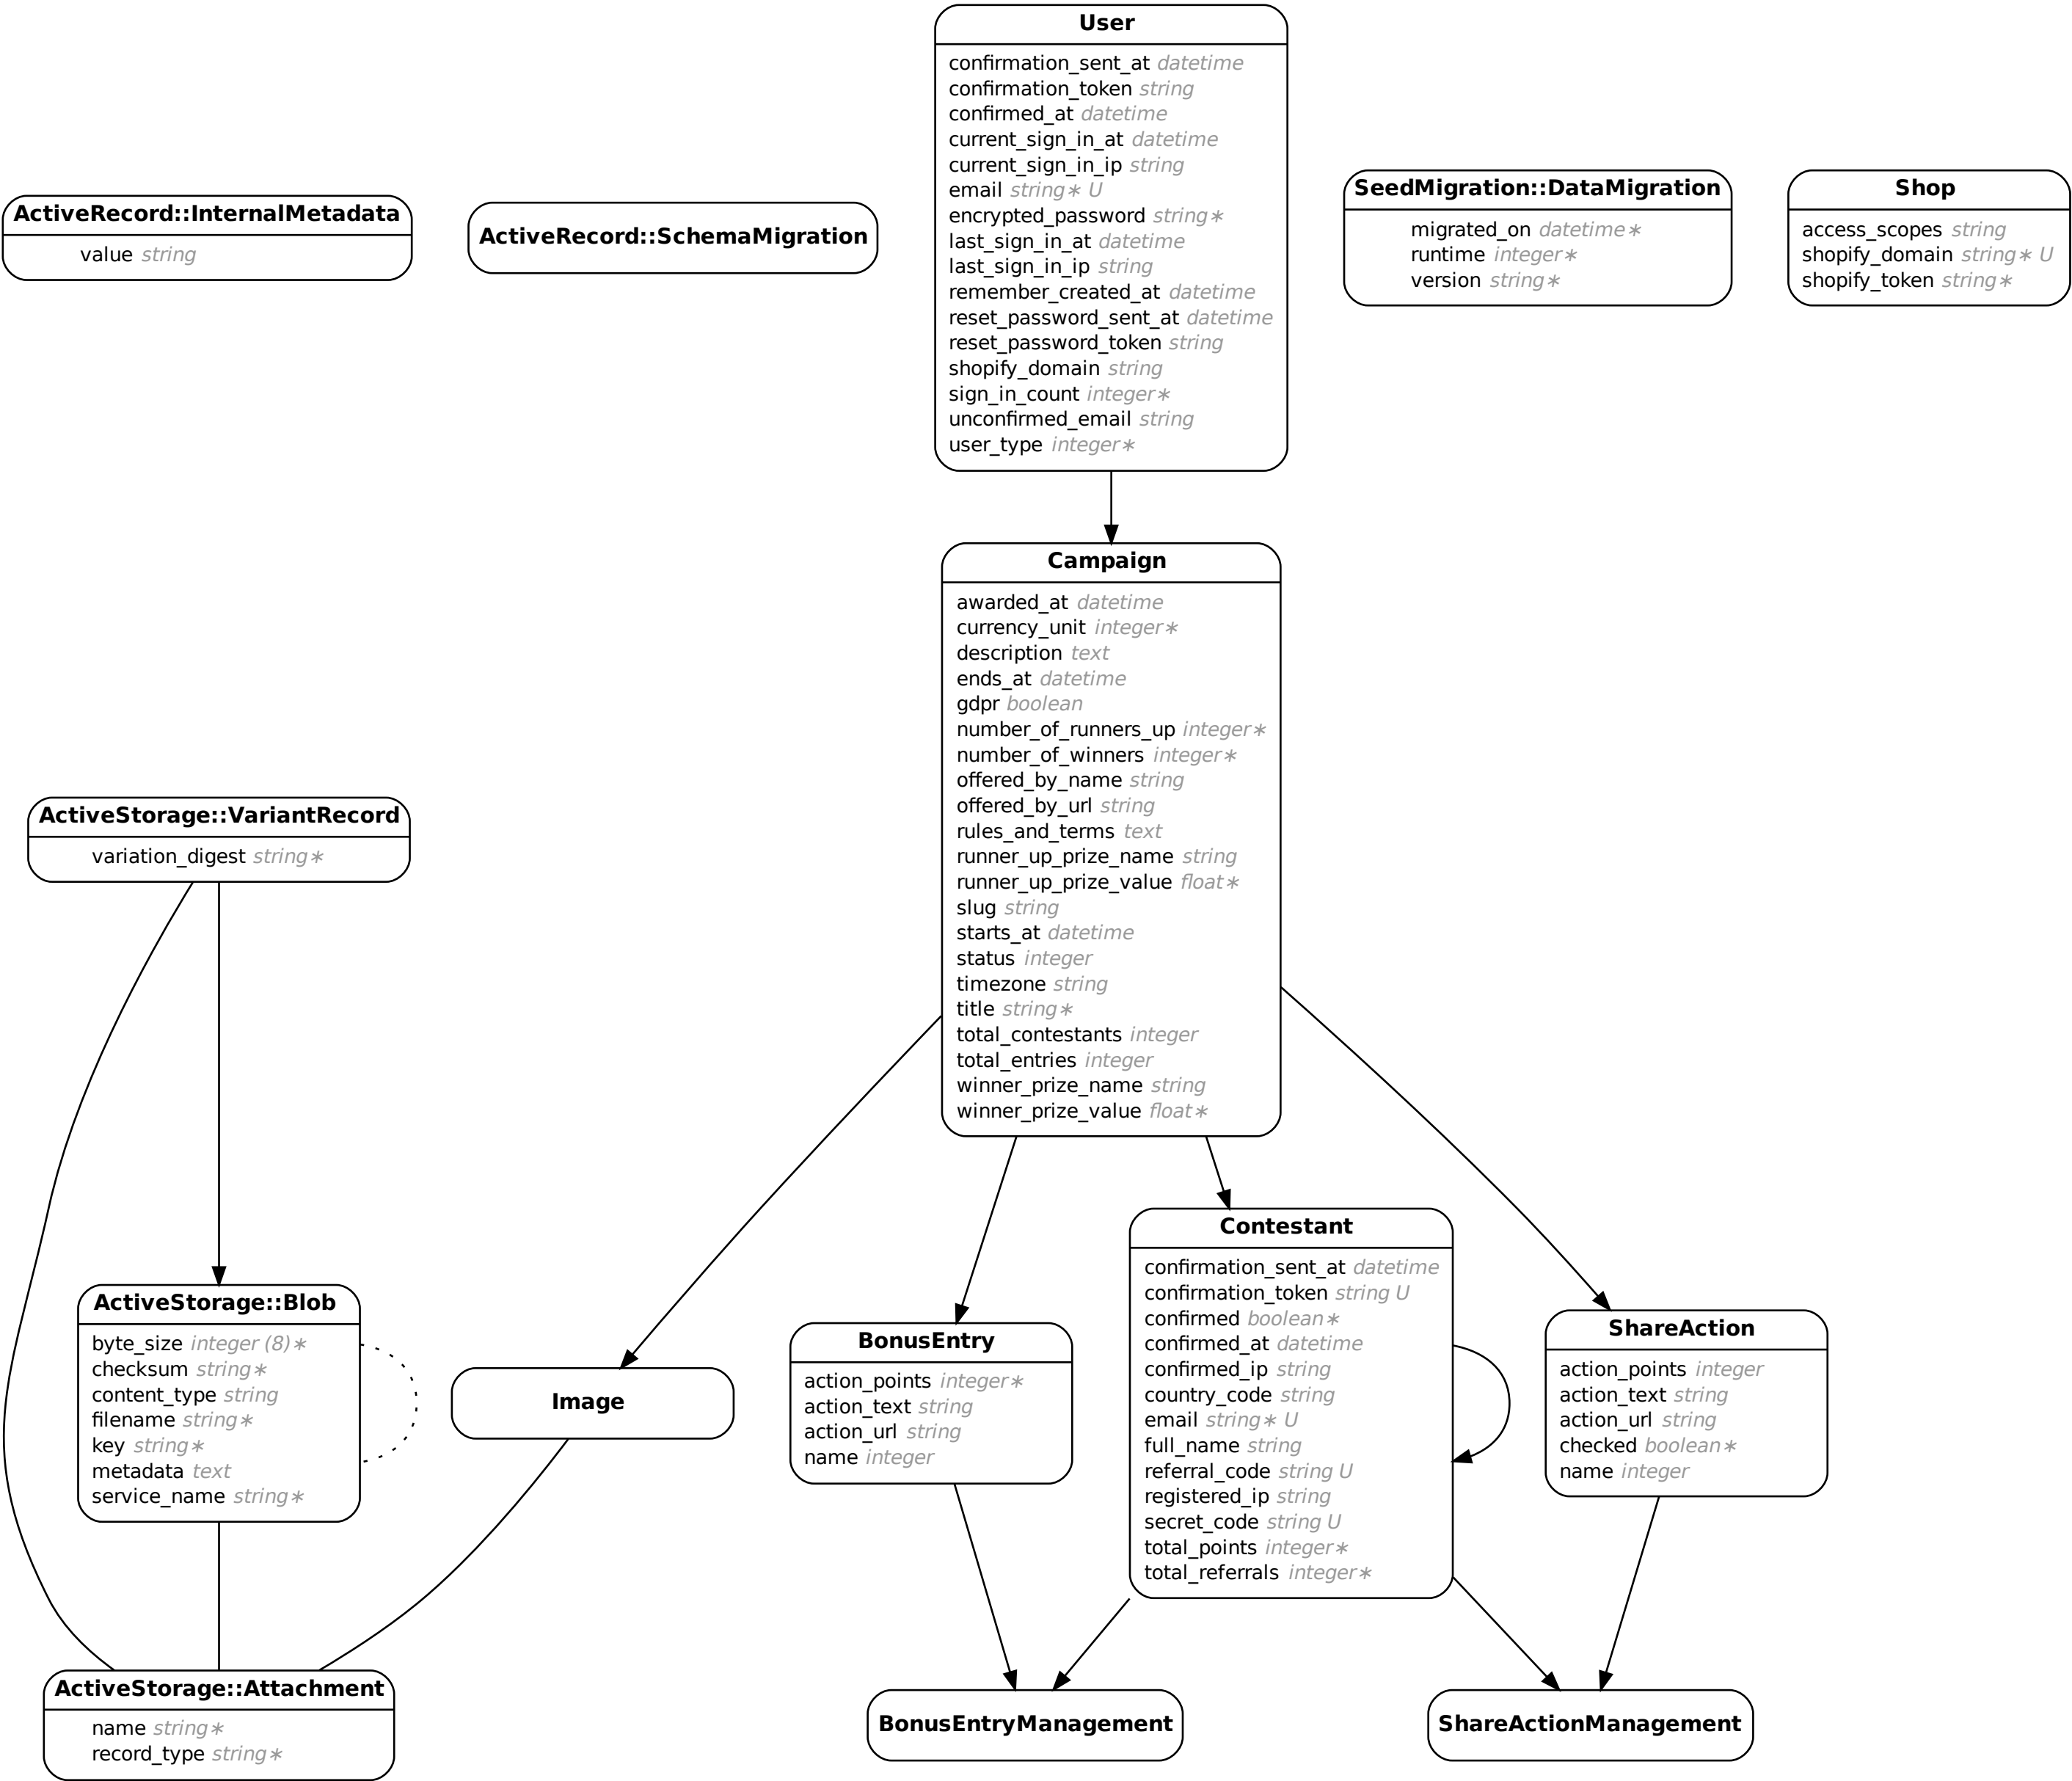 User
confirmation_sent_at datetime
confirmation_token string
confirmed_at datetime
current_sign_in_at datetime
current_sign_in_ip string
email string∗ U
encrypted_password string∗
last_sign_in_at datetime
last_sign_in_ip string
remember_created_at datetime
reset_password_sent_at datetime
reset_password_token string
shopify_domain string
sign_in_count integer∗
unconfirmed_email string
user_type integer∗
ActiveRecord::InternalMetadata
value string
ActiveRecord::SchemaMigration
SeedMigration::DataMigration
migrated_on datetime∗
runtime integer∗
version string∗
Shop
access_scopes string
shopify_domain string∗ U
shopify_token string∗
Campaign
awarded_at datetime
currency_unit integer∗
description text
ends_at datetime
gdpr boolean
number_of_runners_up integer∗
number_of_winners integer∗
offered_by_name string
offered_by_url string
rules_and_terms text
runner_up_prize_name string
runner_up_prize_value float∗
slug string
starts_at datetime
status integer
timezone string
title string∗
total_contestants integer
total_entries integer
winner_prize_name string
winner_prize_value float∗
ActiveStorage::VariantRecord
variation_digest string∗
ActiveStorage::Blob
byte_size integer (8)∗
checksum string∗
content_type string
filename string∗
key string∗
metadata text
service_name string∗
Image
BonusEntry
action_points integer∗
action_text string
action_url string
name integer
Contestant
confirmation_sent_at datetime
confirmation_token string U
confirmed boolean∗
confirmed_at datetime
confirmed_ip string
country_code string
email string∗ U
full_name string
referral_code string U
registered_ip string
secret_code string U
total_points integer∗
total_referrals integer∗
ShareAction
action_points integer
action_text string
action_url string
checked boolean∗
name integer
ActiveStorage::Attachment
name string∗
record_type string∗
BonusEntryManagement
ShareActionManagement